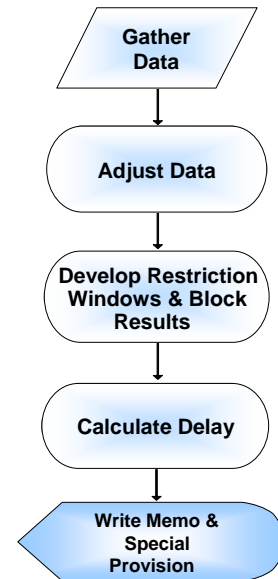 Gather
Data
Adjust Data
Develop Restriction
Windows & Block
Results
Calculate Delay
Write Memo &
Special
Provision